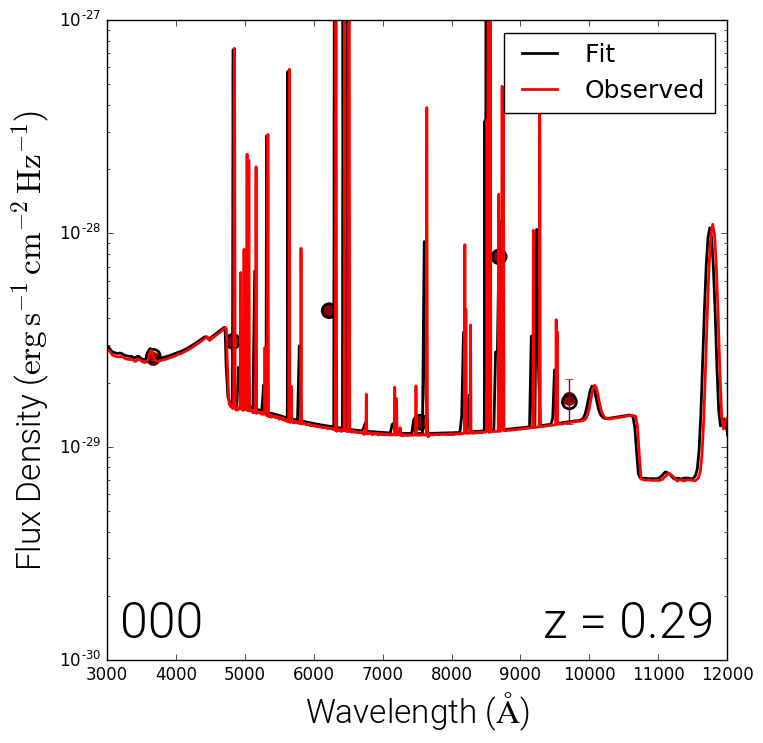 10⁻²⁷
Fit
Observed
10⁻²⁸
10⁻²⁹
10⁻³⁰
Flux Density (erg s⁻¹ cm⁻² Hz⁻¹)
000
z = 0.29
3000 4000 5000 6000 7000 8000 9000 10000 11000 12000
Wavelength (Å)